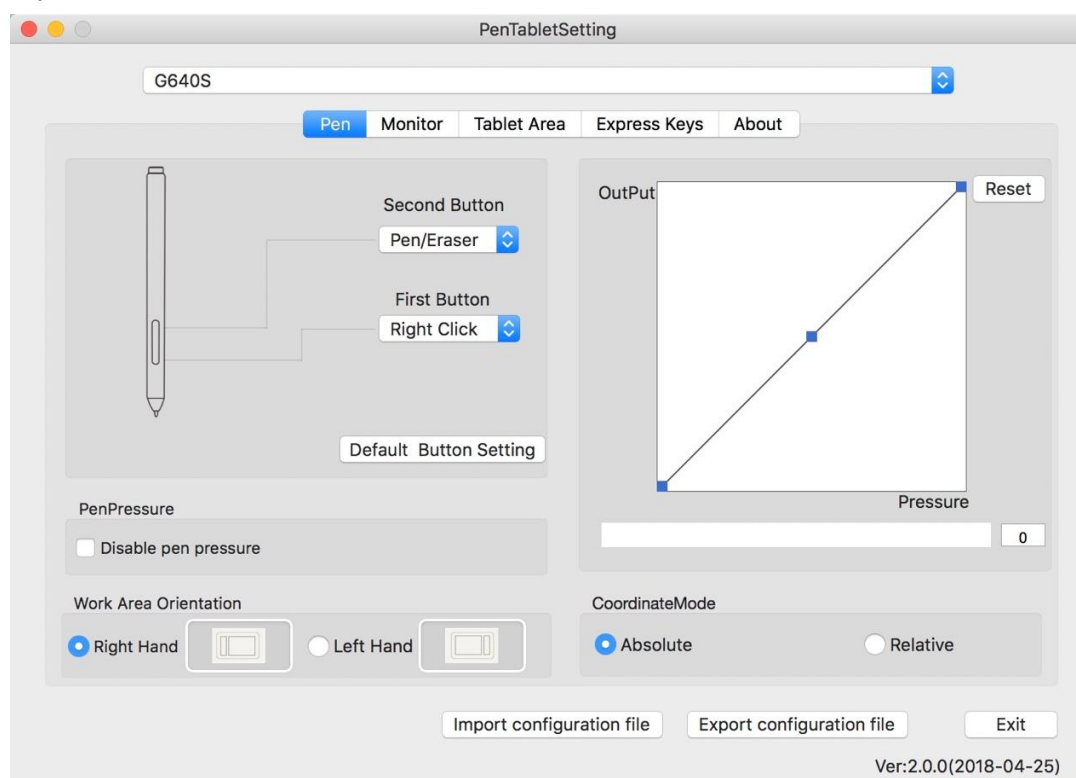 PenTabletSetting
G640S
Pen Monitor Tablet Area Express Keys About
Second Button
Pen/Eraser
First Button
Right Click
Default Button Setting
OutPut
Reset
Pressure
0
PenPressure
Disable pen pressure
Work Area Orientation
Right Hand Left Hand
CoordinateMode
Absolute Relative
Import configuration file Export configuration file Exit
Ver:2.0.0(2018-04-25)